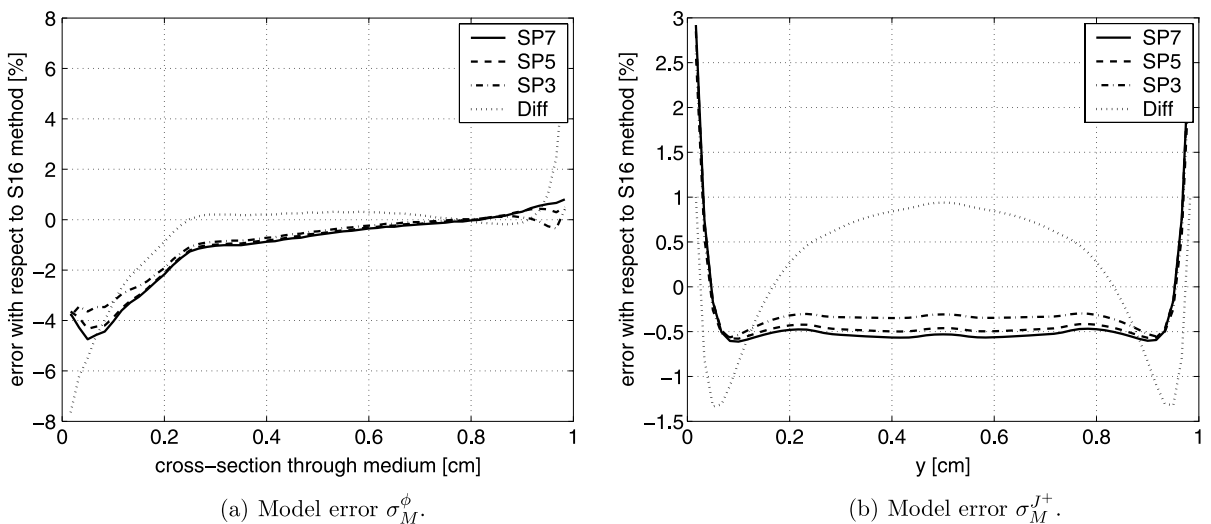 error with respect to S16 method [%]
8
6
4
2
0
−2
−4
−6
−8
SP7
SP5
SP3
Diff
0
0.2
0.4
0.6
0.8
1
cross−section through medium [cm]
(a) Model error σ_M^ϕ.
error with respect to S16 method [%]
3
2.5
2
1.5
1
0.5
0
−0.5
−1
−1.5
SP7
SP5
SP3
Diff
0
0.2
0.4
0.6
0.8
1
y [cm]
(b) Model error σ_M^{J+}.